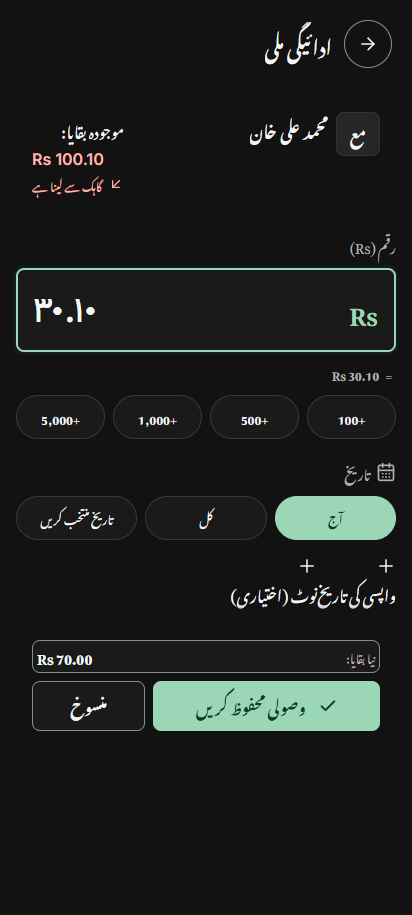 ادائیگی ملی
مع
محمد علی خان
موجودہ بقایا:
Rs 100.10
گاہک سے لینا ہے
رقم (Rs)
Rs
۳۰.۱۰
= Rs 30.10
+100
+500
+1,000
+5,000
تاریخ
آج
کل
تاریخ منتخب کریں
واپسی کی تاریخ
نوٹ (اختیاری)
نیا بقایا:
Rs 70.00
وصولی محفوظ کریں
منسوخ